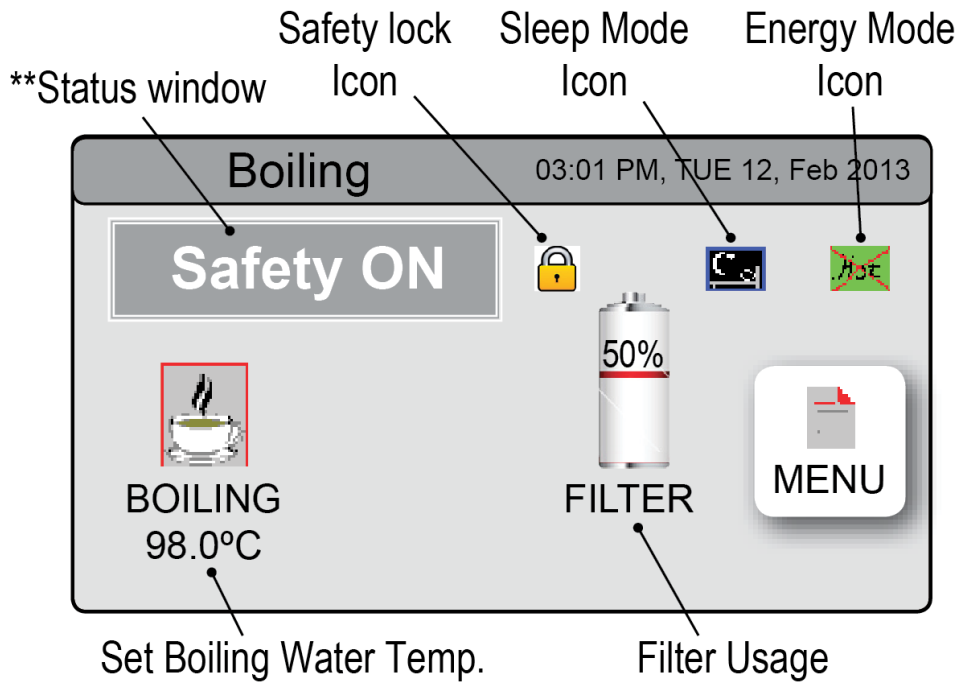 Safety lock Icon
Sleep Mode Icon
Energy Mode Icon
**Status window
Boiling
03:01 PM, TUE 12, Feb 2013
Safety ON
Hot
50%
BOILING
98.0ºC
FILTER
MENU
Set Boiling Water Temp.
Filter Usage